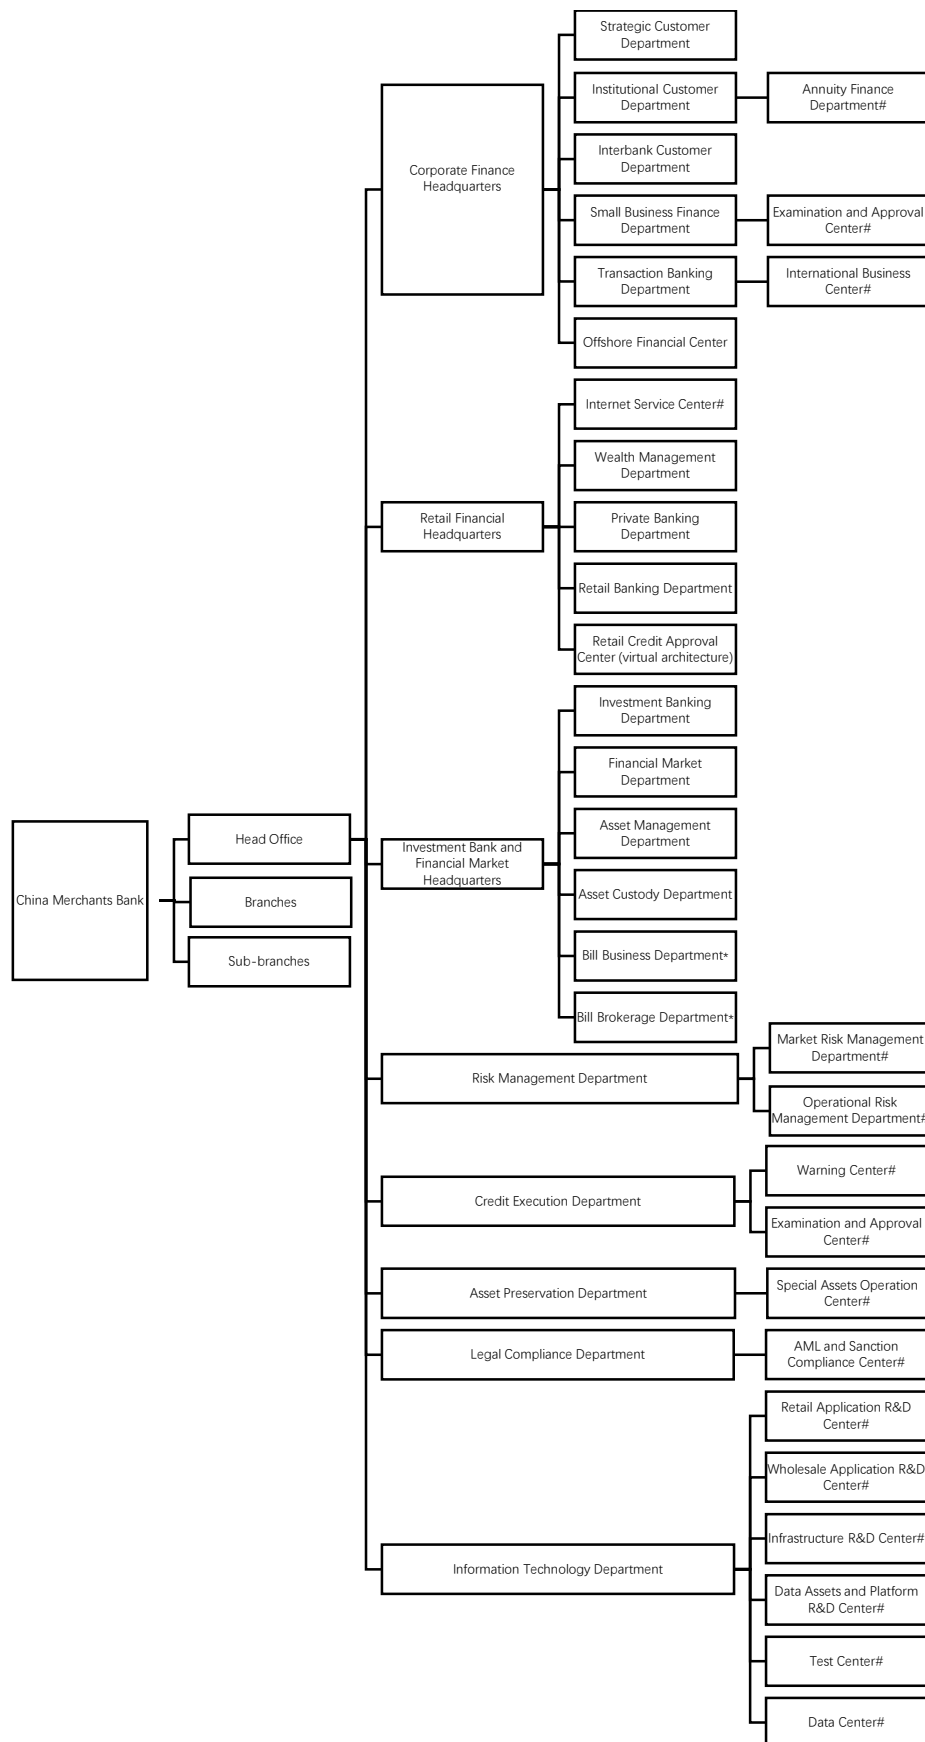 China Merchants Bank
Head Office
Branches
Sub-branches
Corporate Finance
Headquarters
Strategic Customer
Department
Institutional Customer
Department
Annuity Finance
Department#
Interbank Customer
Department
Small Business Finance
Department
Examination and Approval
Center#
Transaction Banking
Department
International Business
Center#
Offshore Financial Center
Retail Financial
Headquarters
Internet Service Center#
Wealth Management
Department
Private Banking
Department
Retail Banking Department
Retail Credit Approval
Center (virtual architecture)
Investment Bank and
Financial Market
Headquarters
Investment Banking
Department
Financial Market
Department
Asset Management
Department
Asset Custody Department
Bill Business Department*
Bill Brokerage Department*
Risk Management Department
Market Risk Management
Department#
Operational Risk
Management Department#
Credit Execution Department
Warning Center#
Examination and Approval
Center#
Asset Preservation Department
Special Assets Operation
Center#
Legal Compliance Department
AML and Sanction
Compliance Center#
Information Technology Department
Retail Application R&D
Center#
Wholesale Application R&D
Center#
Infrastructure R&D Center#
Data Assets and Platform
R&D Center#
Test Center#
Data Center#